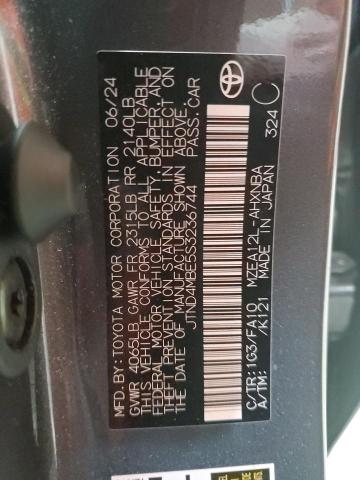 MFD.BY:TOYOTA MOTOR CORPORATION 06/24
GVWR 4065LB GAWR FR 2315LB RR 2140LB
THIS VEHICLE CONFORMS TO ALL APPLICABLE
FEDERAL MOTOR VEHICLE SAFETY, BUMPER, AND
THEFT PREVENTION STANDARDS IN EFFECT ON
THE DATE OF MANUFACTURE SHOWN ABOVE.
JTND4MBE5S3236744 PASS.CAR
C/TR:1G3/FA10 MZEA12L-AHXNBA
A/TM: /K121 MADE IN JAPAN
324 C